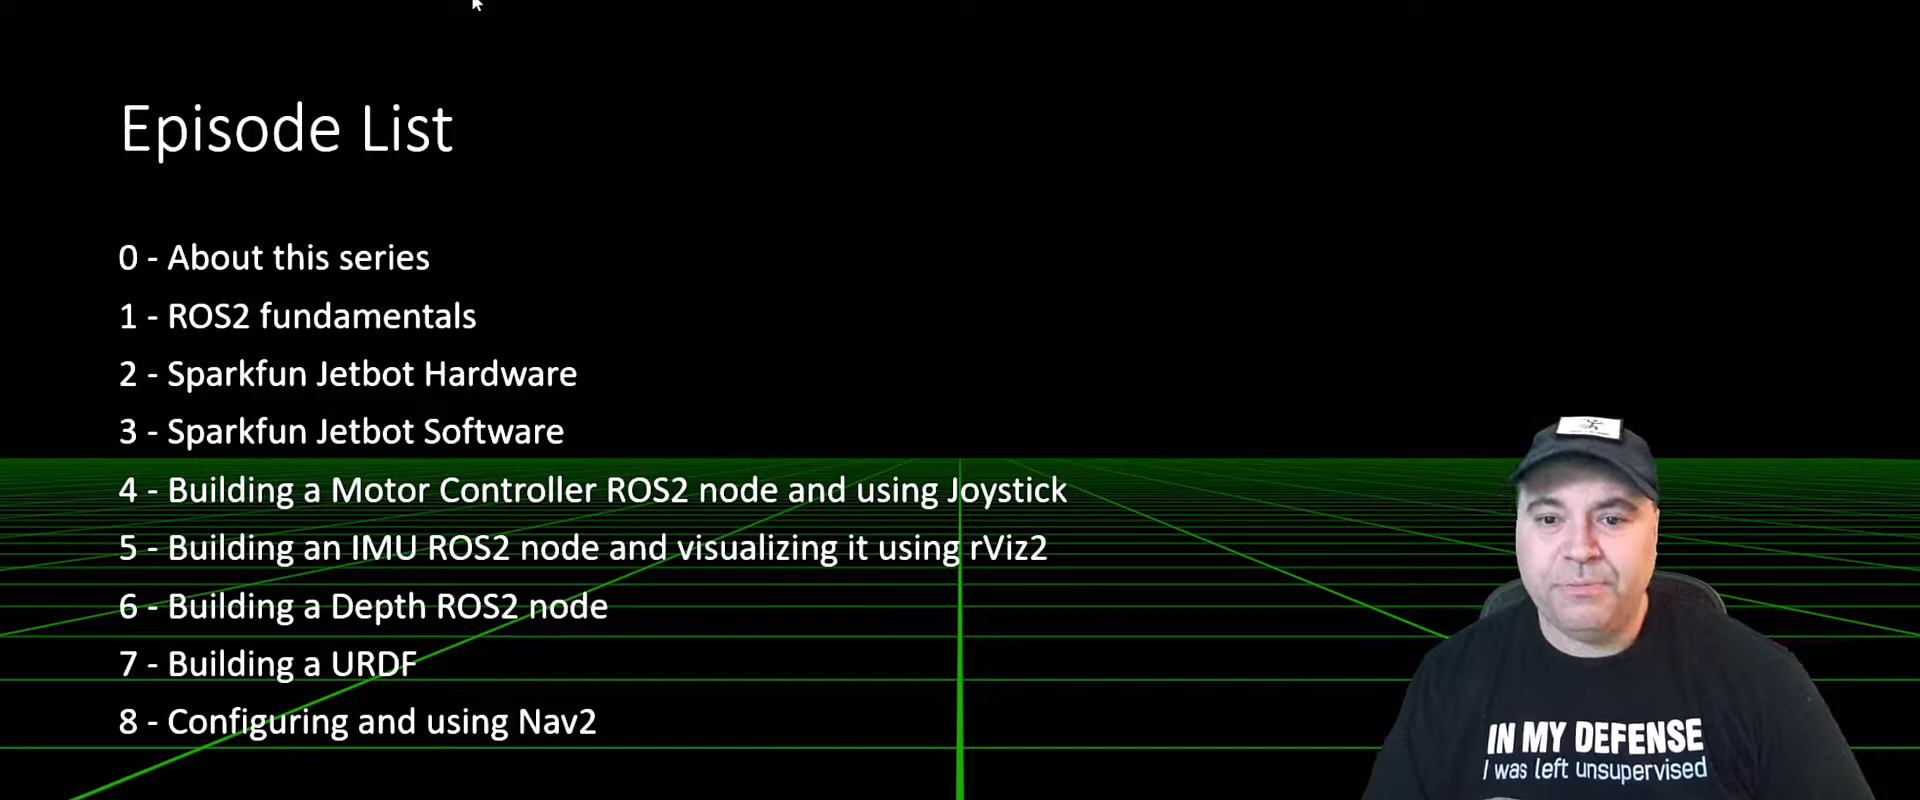 Episode List
0 - About this series
1 - ROS2 fundamentals
2 - Sparkfun Jetbot Hardware
3 - Sparkfun Jetbot Software
4 - Building a Motor Controller ROS2 node and using Joystick
5 - Building an IMU ROS2 node and visualizing it using rViz2
6 - Building a Depth ROS2 node
7 - Building a URDF
8 - Configuring and using Nav2
IN MY DEFENSE
I was left unsupervised